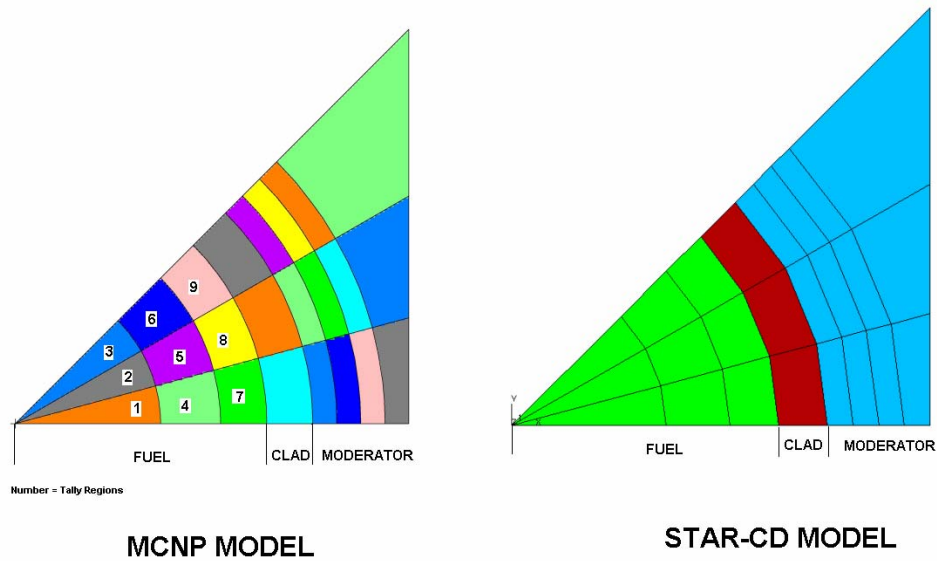 9
6
3
2
5
8
1
4
7
FUEL
CLAD
MODERATOR
Number = Tally Regions
MCNP MODEL
Y
X
FUEL
CLAD
MODERATOR
STAR-CD MODEL